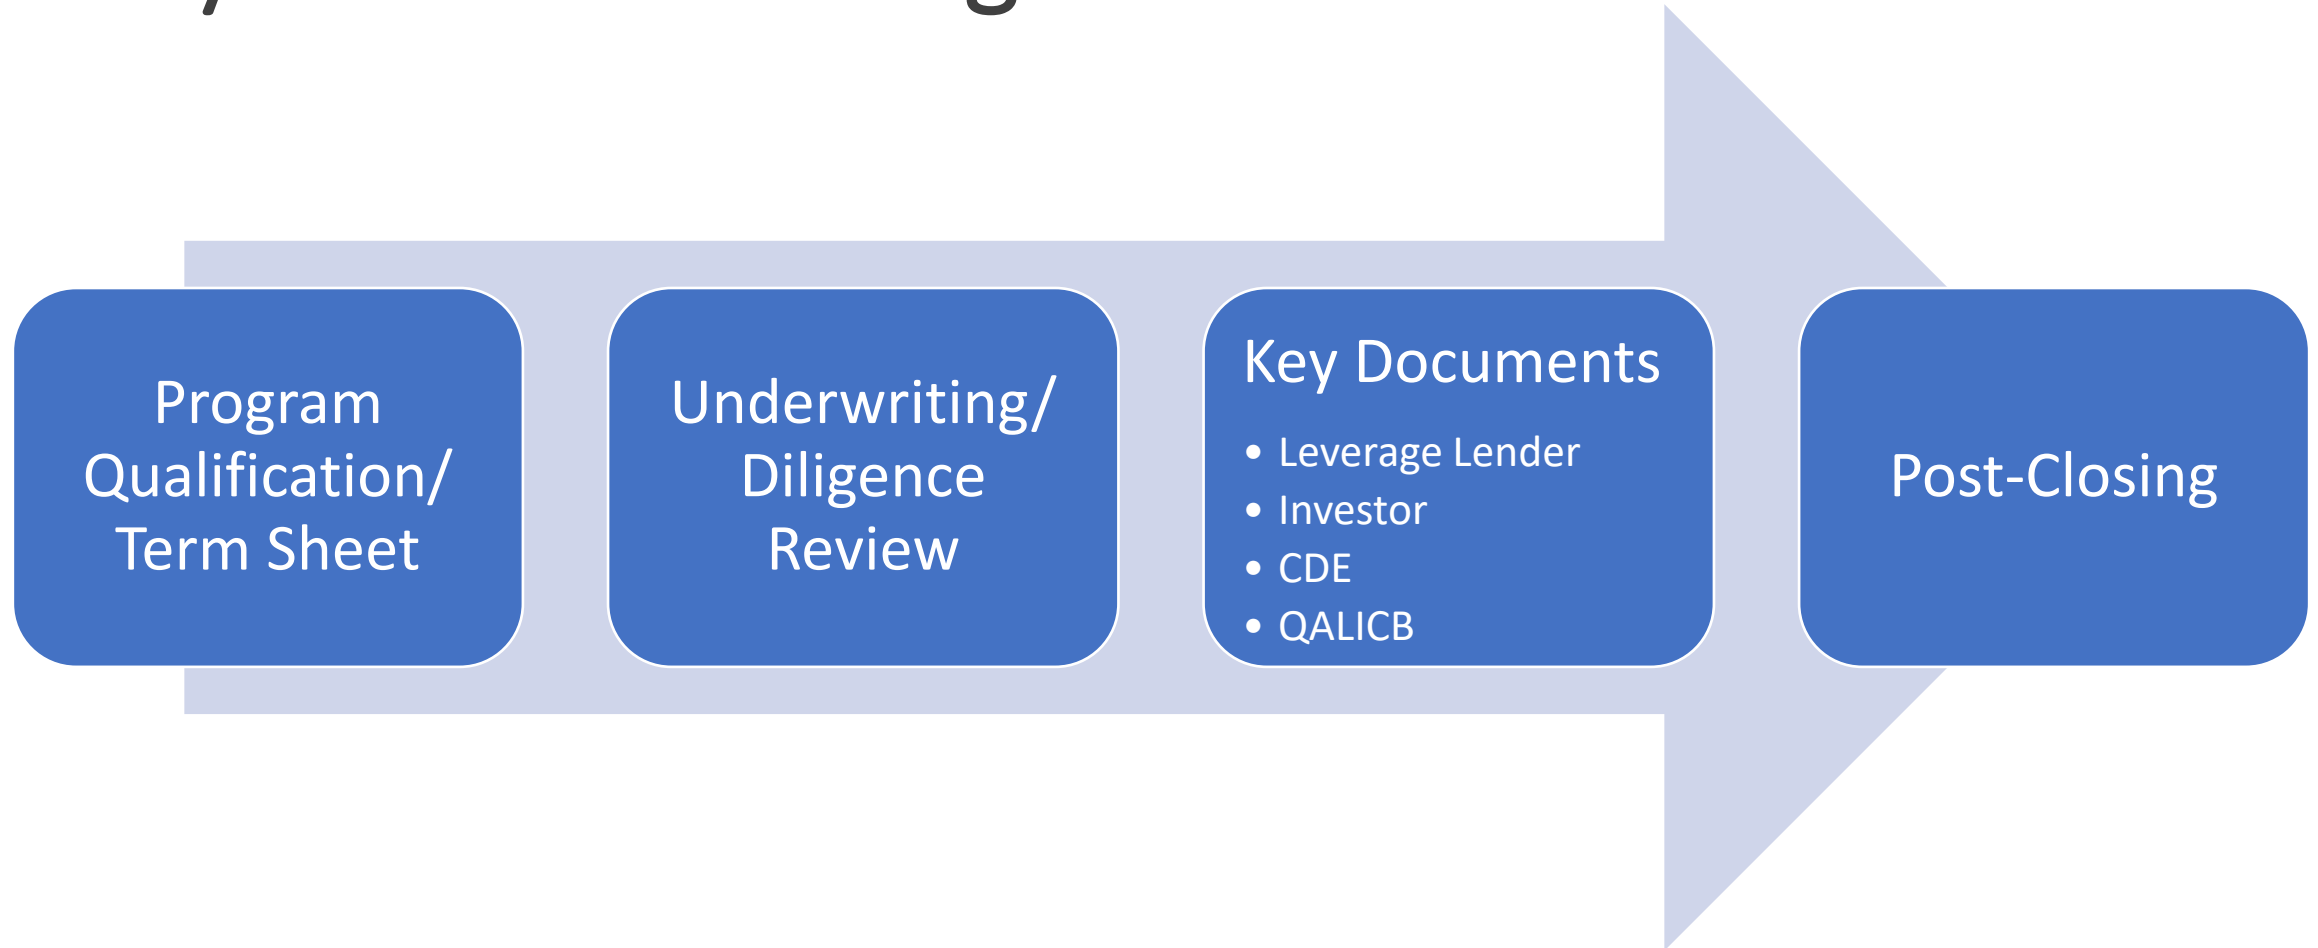 Program
Qualification/
Term Sheet
Underwriting/
Diligence
Review
Key Documents
• Leverage Lender
• Investor
• CDE
• QALICB
Post-Closing